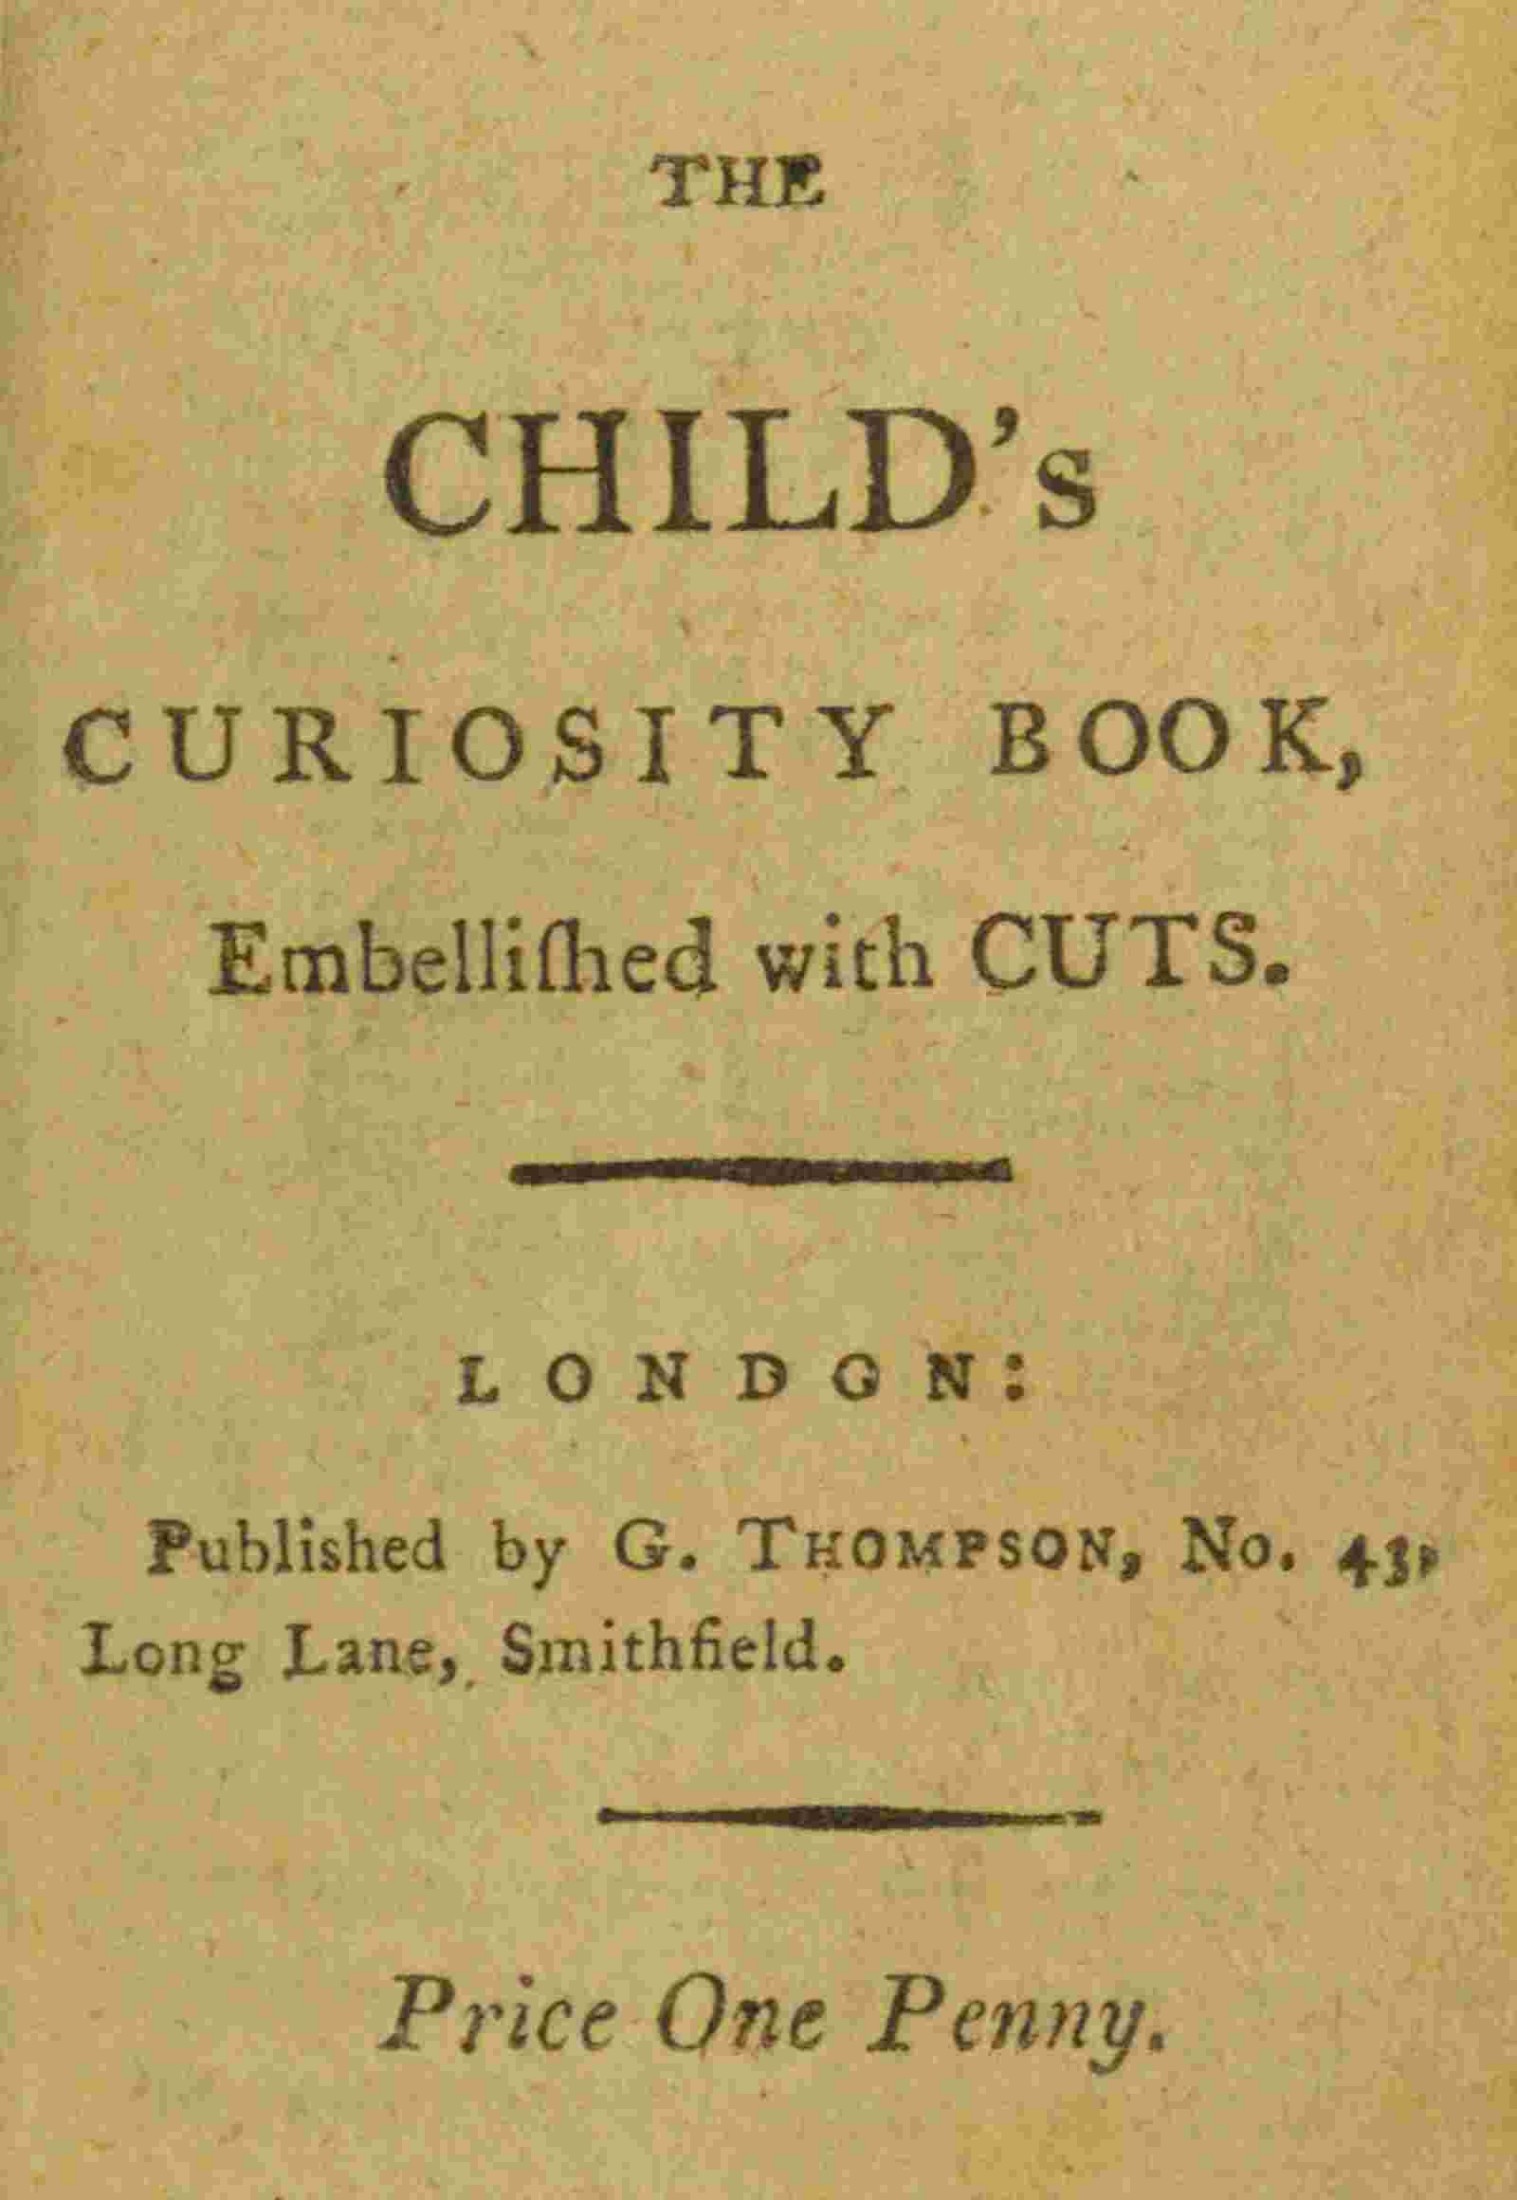 THE
CHILD's
CURIOSITY BOOK,
Embelliſhed with CUTS.
LONDON:
Published by G. THOMPSON, No. 43,
Long Lane, Smithfield.
Price One Penny.